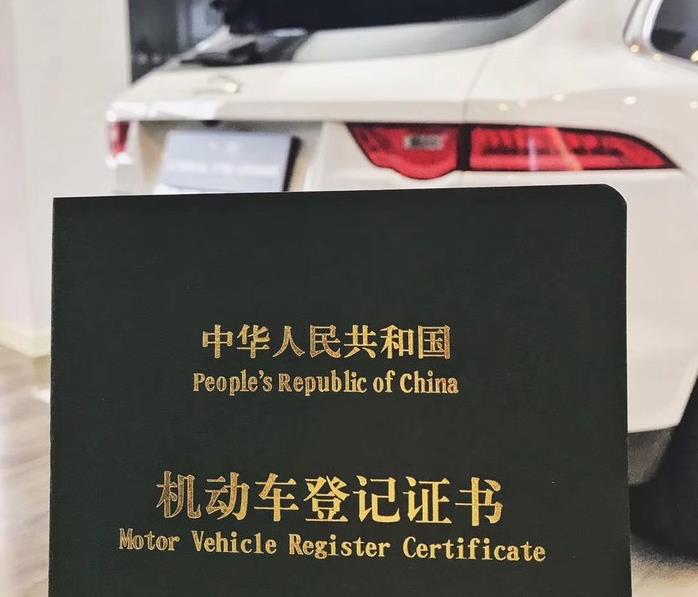 中华人民共和国
People's Republic of China
机动车登记证书
Motor Vehicle Register Certificate